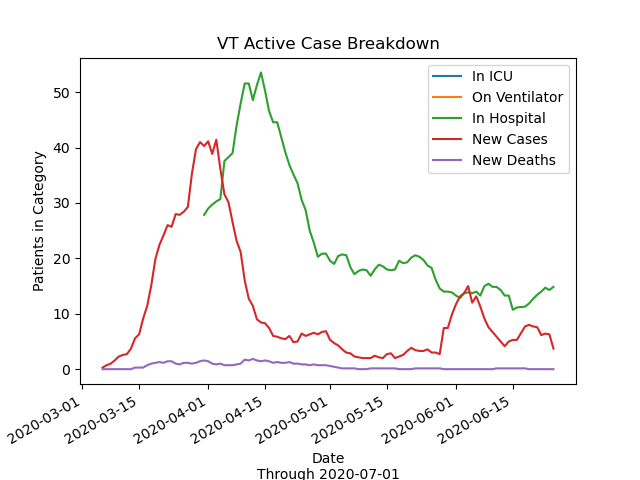 VT Active Case Breakdown
In ICU
On Ventilator
In Hospital
New Cases
New Deaths
Patients in Category
50
40
30
20
10
0
2020-03-01
2020-03-15
2020-04-01
2020-04-15
2020-05-01
2020-05-15
2020-06-01
2020-06-15
Date
Through 2020-07-01